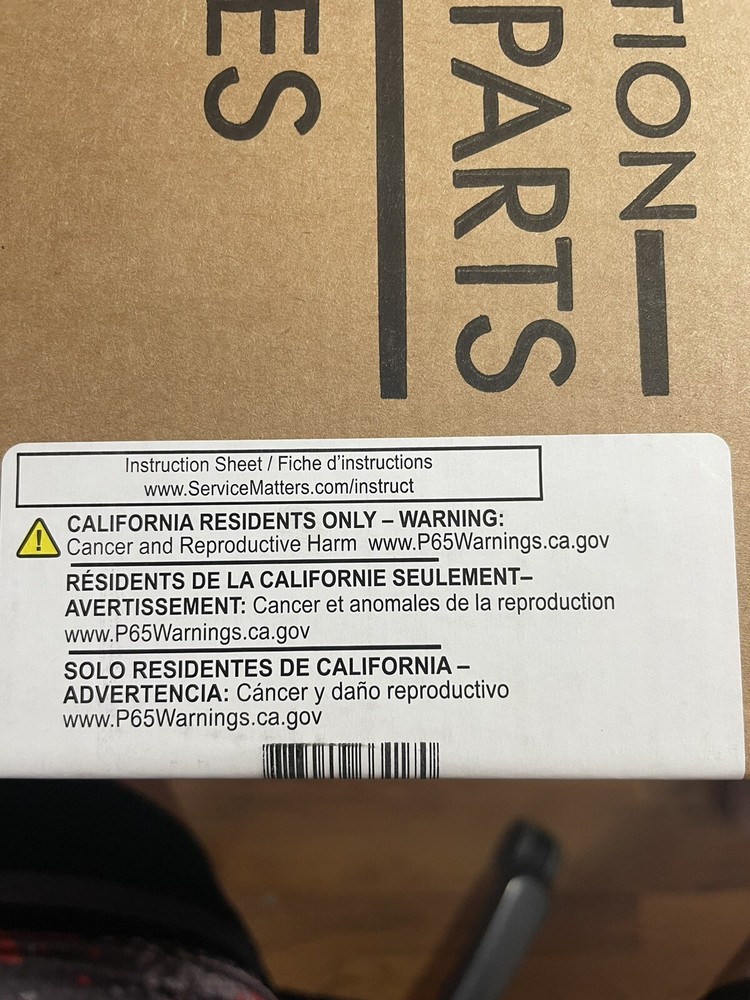 ES
PARTS
TION
Instruction Sheet / Fiche d'instructions
www.ServiceMatters.com/instruct
CALIFORNIA RESIDENTS ONLY – WARNING:
Cancer and Reproductive Harm www.P65Warnings.ca.gov
RÉSIDENTS DE LA CALIFORNIE SEULEMENT–
AVERTISSEMENT: Cancer et anomales de la reproduction
www.P65Warnings.ca.gov
SOLO RESIDENTES DE CALIFORNIA –
ADVERTENCIA: Cáncer y daño reproductivo
www.P65Warnings.ca.gov